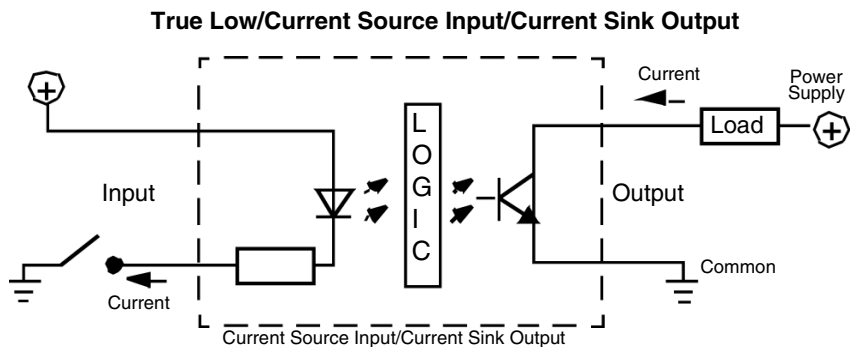 True Low/Current Source Input/Current Sink Output
Current
Power
Supply
+
LOGIC
Load
+
Input
Output
Current
Common
Current Source Input/Current Sink Output